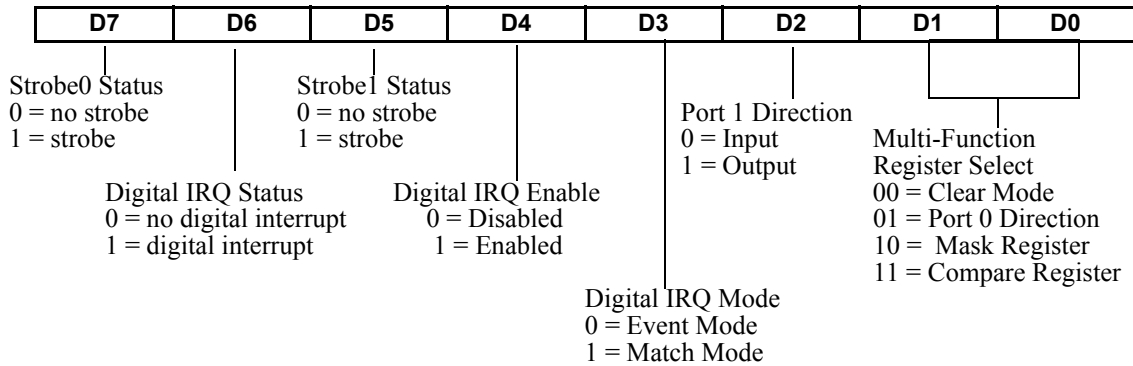 D7 D6 D5 D4 D3 D2 D1 D0
Strobe0 Status
0 = no strobe
1 = strobe
Strobe1 Status
0 = no strobe
1 = strobe
Port 1 Direction
0 = Input
1 = Output
Multi-Function
Register Select
00 = Clear Mode
01 = Port 0 Direction
10 = Mask Register
11 = Compare Register
Digital IRQ Status
0 = no digital interrupt
1 = digital interrupt
Digital IRQ Enable
0 = Disabled
1 = Enabled
Digital IRQ Mode
0 = Event Mode
1 = Match Mode